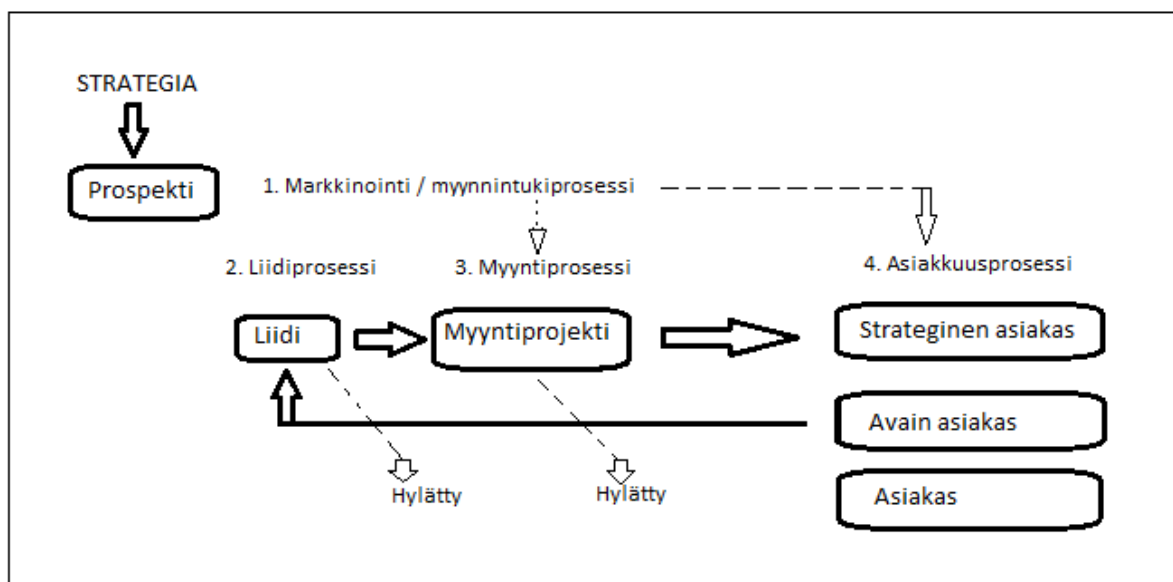 STRATEGIA
Prospekti
1. Markkinointi / myynnintukiprosessi
2. Liidiprosessi
3. Myyntiprosessi
4. Asiakkuusprosessi
Liidi
Myyntiprojekti
Strateginen asiakas
Avain asiakas
Hylätty
Hylätty
Asiakas